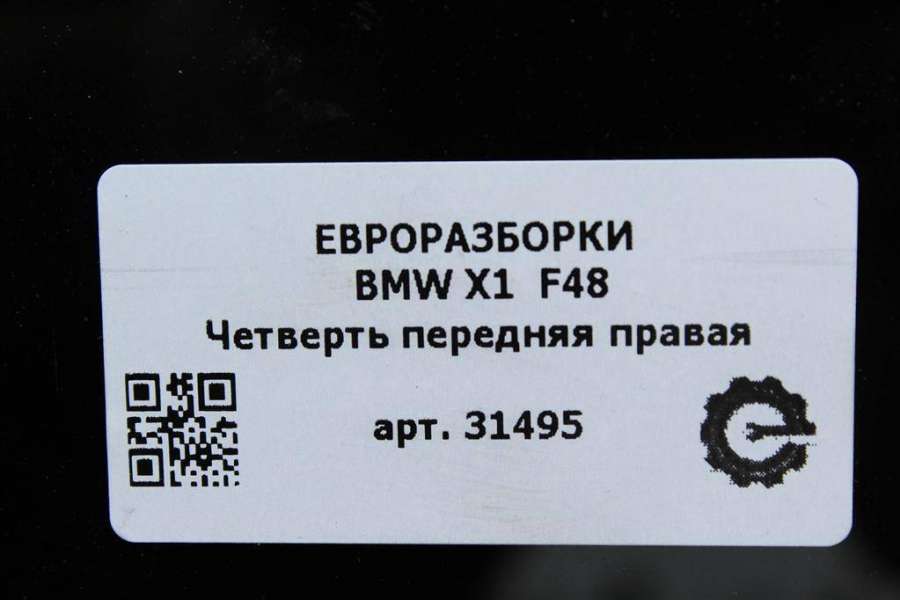 ЕВРОРАЗБОРКИ
BMW X1 F48
Четверть передняя правая
арт. 31495